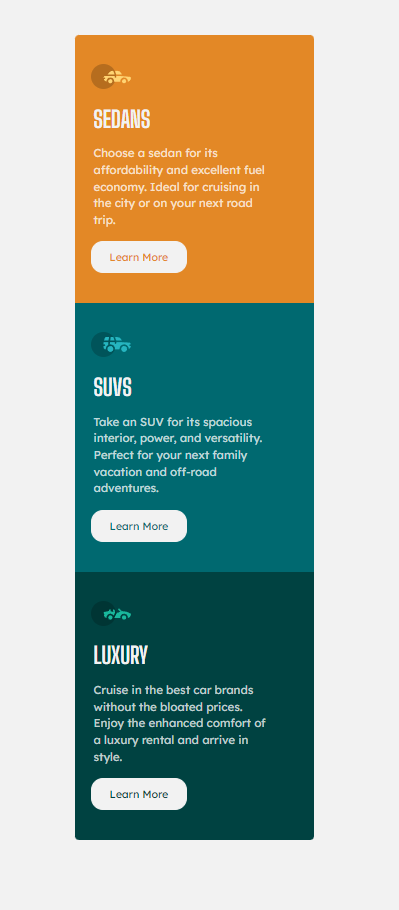 SEDANS
Choose a sedan for its
affordability and excellent fuel
economy. Ideal for cruising in
the city or on your next road
trip.
Learn More
SUVS
Take an SUV for its spacious
interior, power, and versatility.
Perfect for your next family
vacation and off-road
adventures.
Learn More
LUXURY
Cruise in the best car brands
without the bloated prices.
Enjoy the enhanced comfort of
a luxury rental and arrive in
style.
Learn More